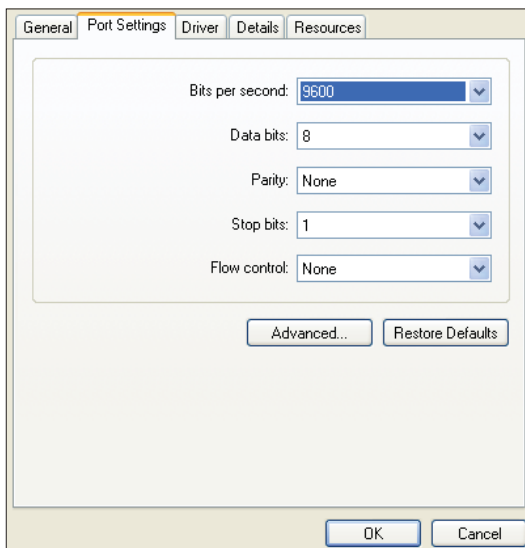 General Port Settings Driver Details Resources
Bits per second: 9600
Data bits: 8
Parity: None
Stop bits: 1
Flow control: None
Advanced... Restore Defaults
OK Cancel